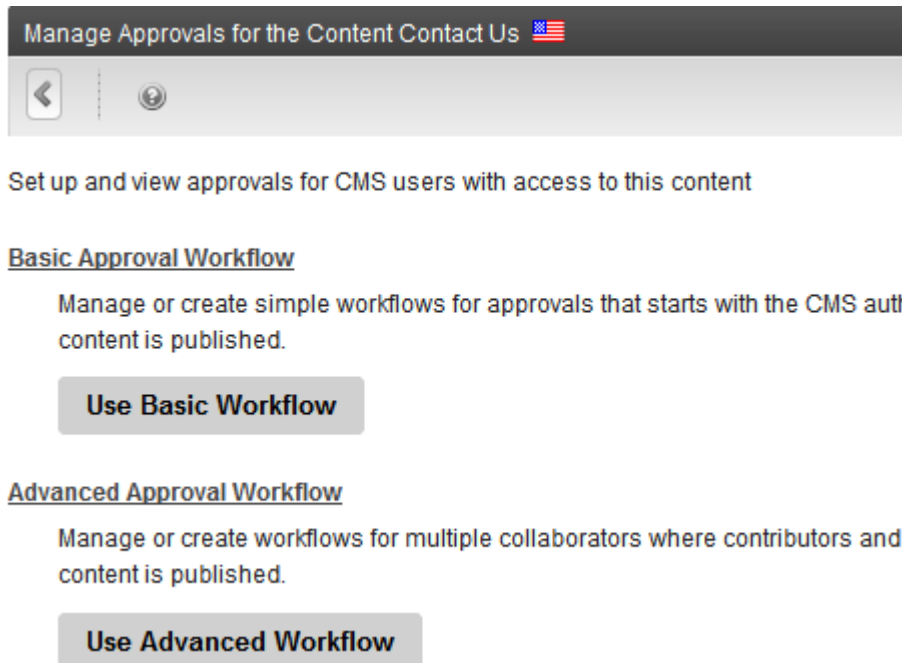 Manage Approvals for the Content Contact Us
Set up and view approvals for CMS users with access to this content
Basic Approval Workflow
Manage or create simple workflows for approvals that starts with the CMS
content is published.
Use Basic Workflow
Advanced Approval Workflow
Manage or create workflows for multiple collaborators where contributors and
content is published.
Use Advanced Workflow